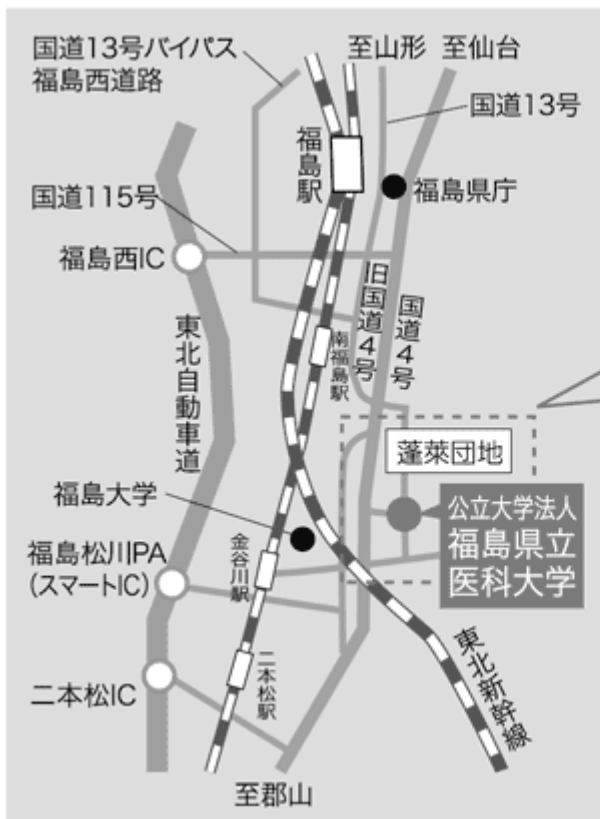 国道13号バイパス
福島西道路
至山形
至仙台
国道13号
福島駅
福島県庁
国道115号
福島西IC
旧国道4号
国道4号
東北自動車道
南福島駅
蓬萊団地
福島大学
公立大学法人
福島県立
医科大学
金谷川駅
福島松川PA
（スマートIC）
二本松駅
東北新幹線
二本松IC
至郡山